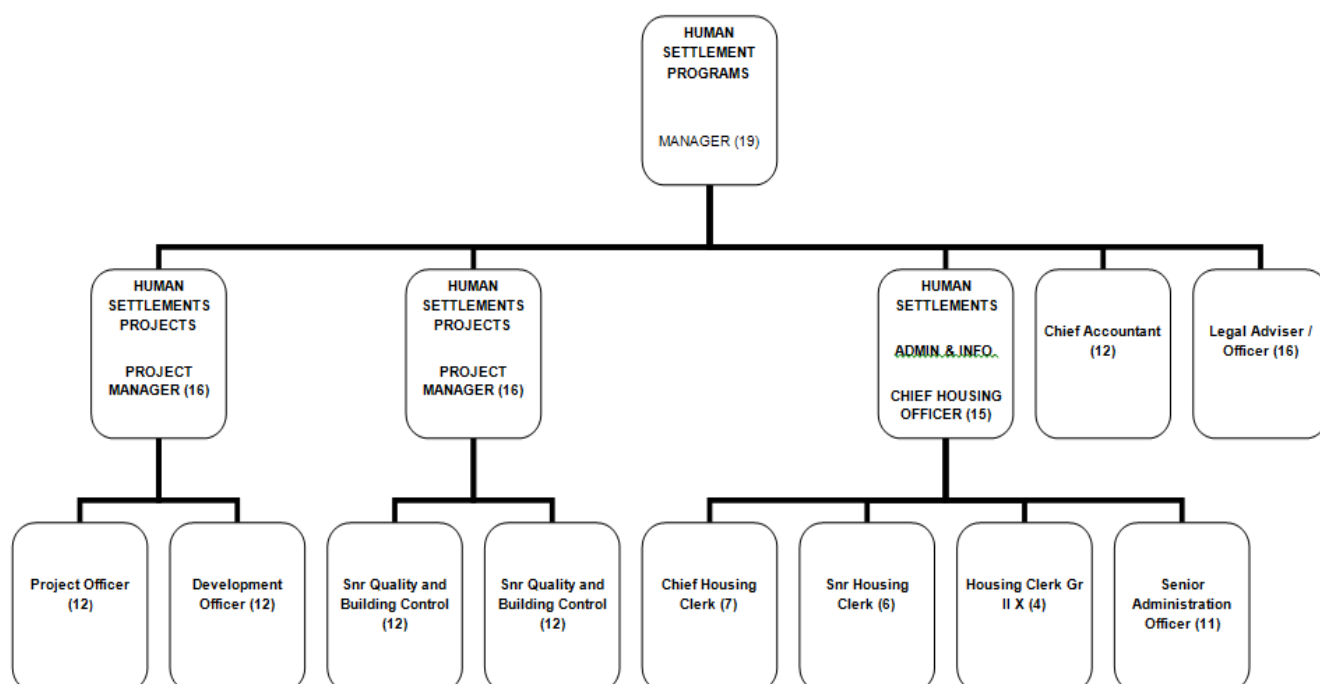 HUMAN
SETTLEMENT
PROGRAMS
MANAGER (19)
HUMAN
SETTLEMENTS
PROJECTS
PROJECT
MANAGER (16)
HUMAN
SETTLEMENTS
PROJECTS
PROJECT
MANAGER (16)
HUMAN
SETTLEMENTS
ADMIN & INFO.
CHIEF HOUSING
OFFICER (15)
Chief Accountant
(12)
Legal Adviser /
Officer (16)
Project Officer
(12)
Development
Officer (12)
Snr Quality and
Building Control
(12)
Snr Quality and
Building Control
(12)
Chief Housing
Clerk (7)
Snr Housing
Clerk (6)
Housing Clerk Gr
II X (4)
Senior
Administration
Officer (11)